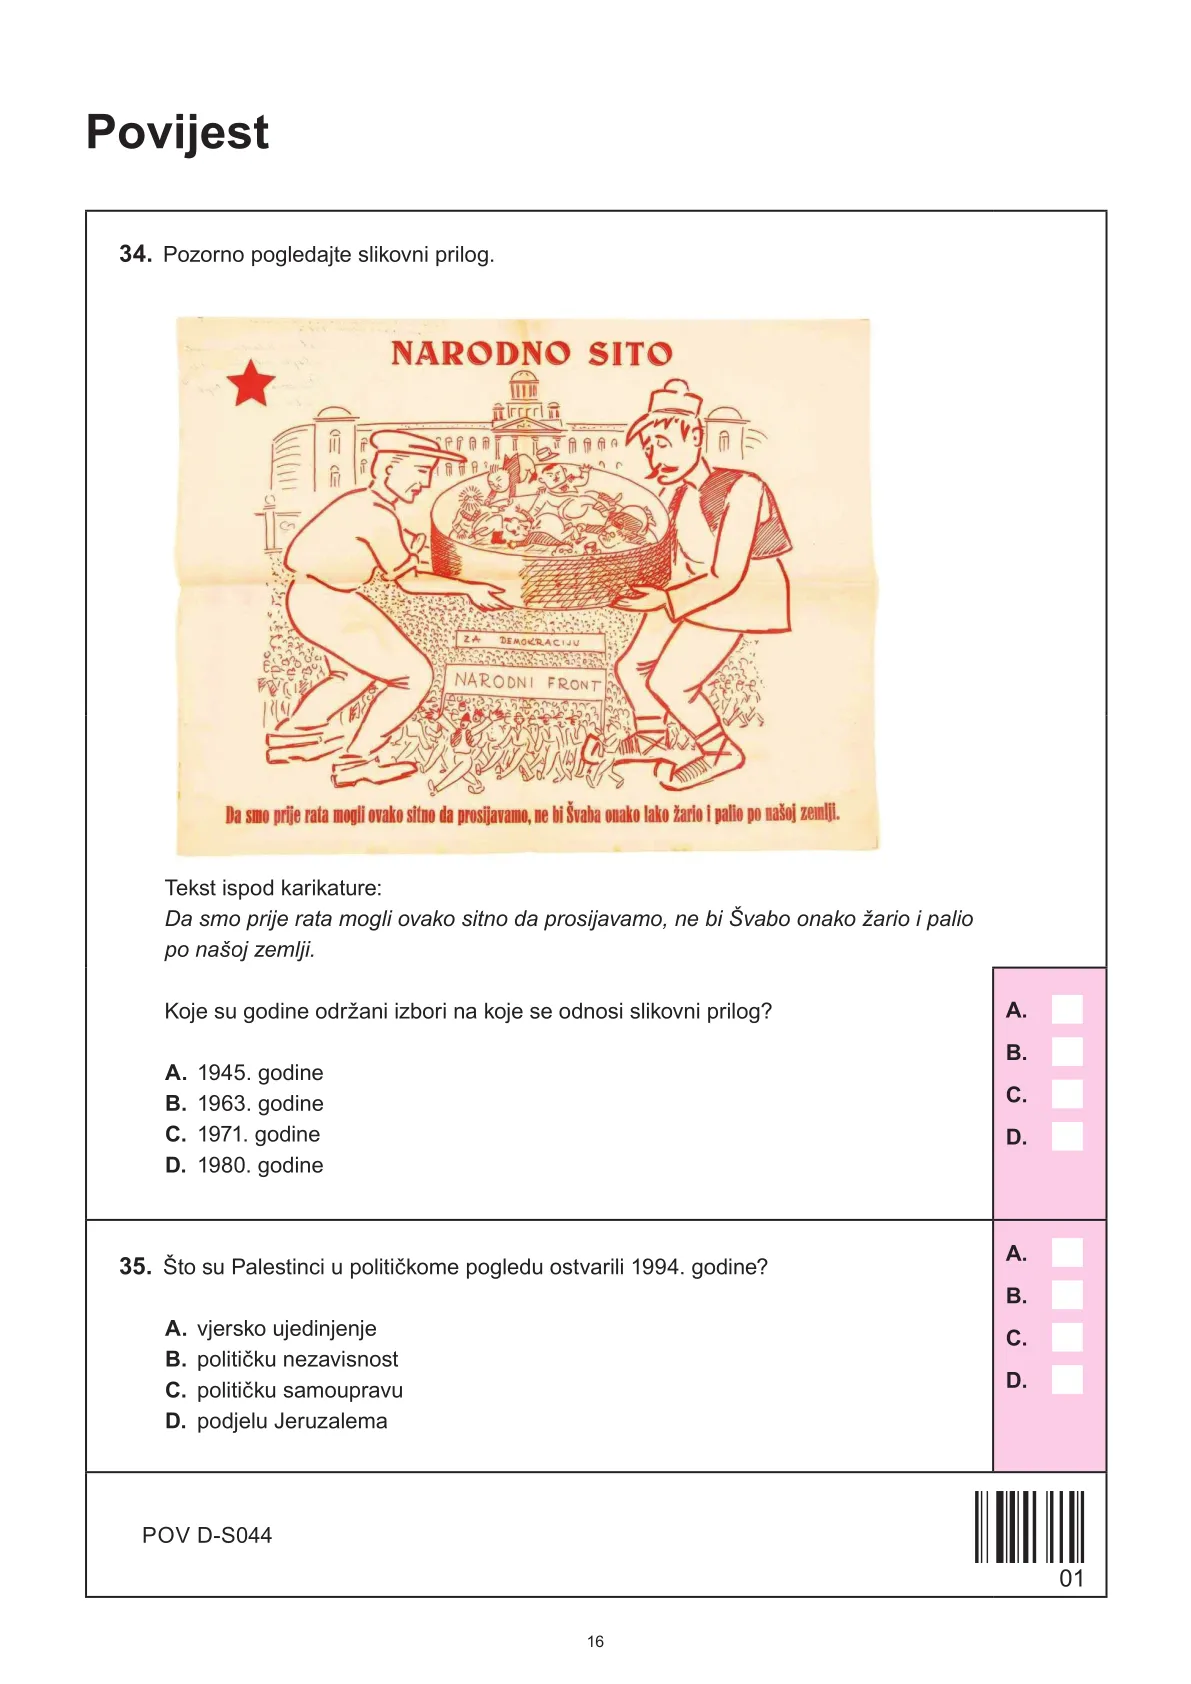 Povijest
34. Pozorno pogledajte slikovni prilog.
NARODNO SITO
ZA DEMOKRACIJU
NARODNI FRONT
Da smo prije rata mogli ovako sitno da prosijavamo, ne bi Švaba onako lako žario i palio po našoj zemlji.
Tekst ispod karikature:
Da smo prije rata mogli ovako sitno da prosijavamo, ne bi Švabo onako žario i palio
po našoj zemlji.
Koje su godine održani izbori na koje se odnosi slikovni prilog?
A. 1945. godine
B. 1963. godine
C. 1971. godine
D. 1980. godine
A.
B.
C.
D.
35. Što su Palestinci u političkome pogledu ostvarili 1994. godine?
A. vjersko ujedinjenje
B. političku nezavisnost
C. političku samoupravu
D. podjelu Jeruzalema
A.
B.
C.
D.
POV D-S044
01
16